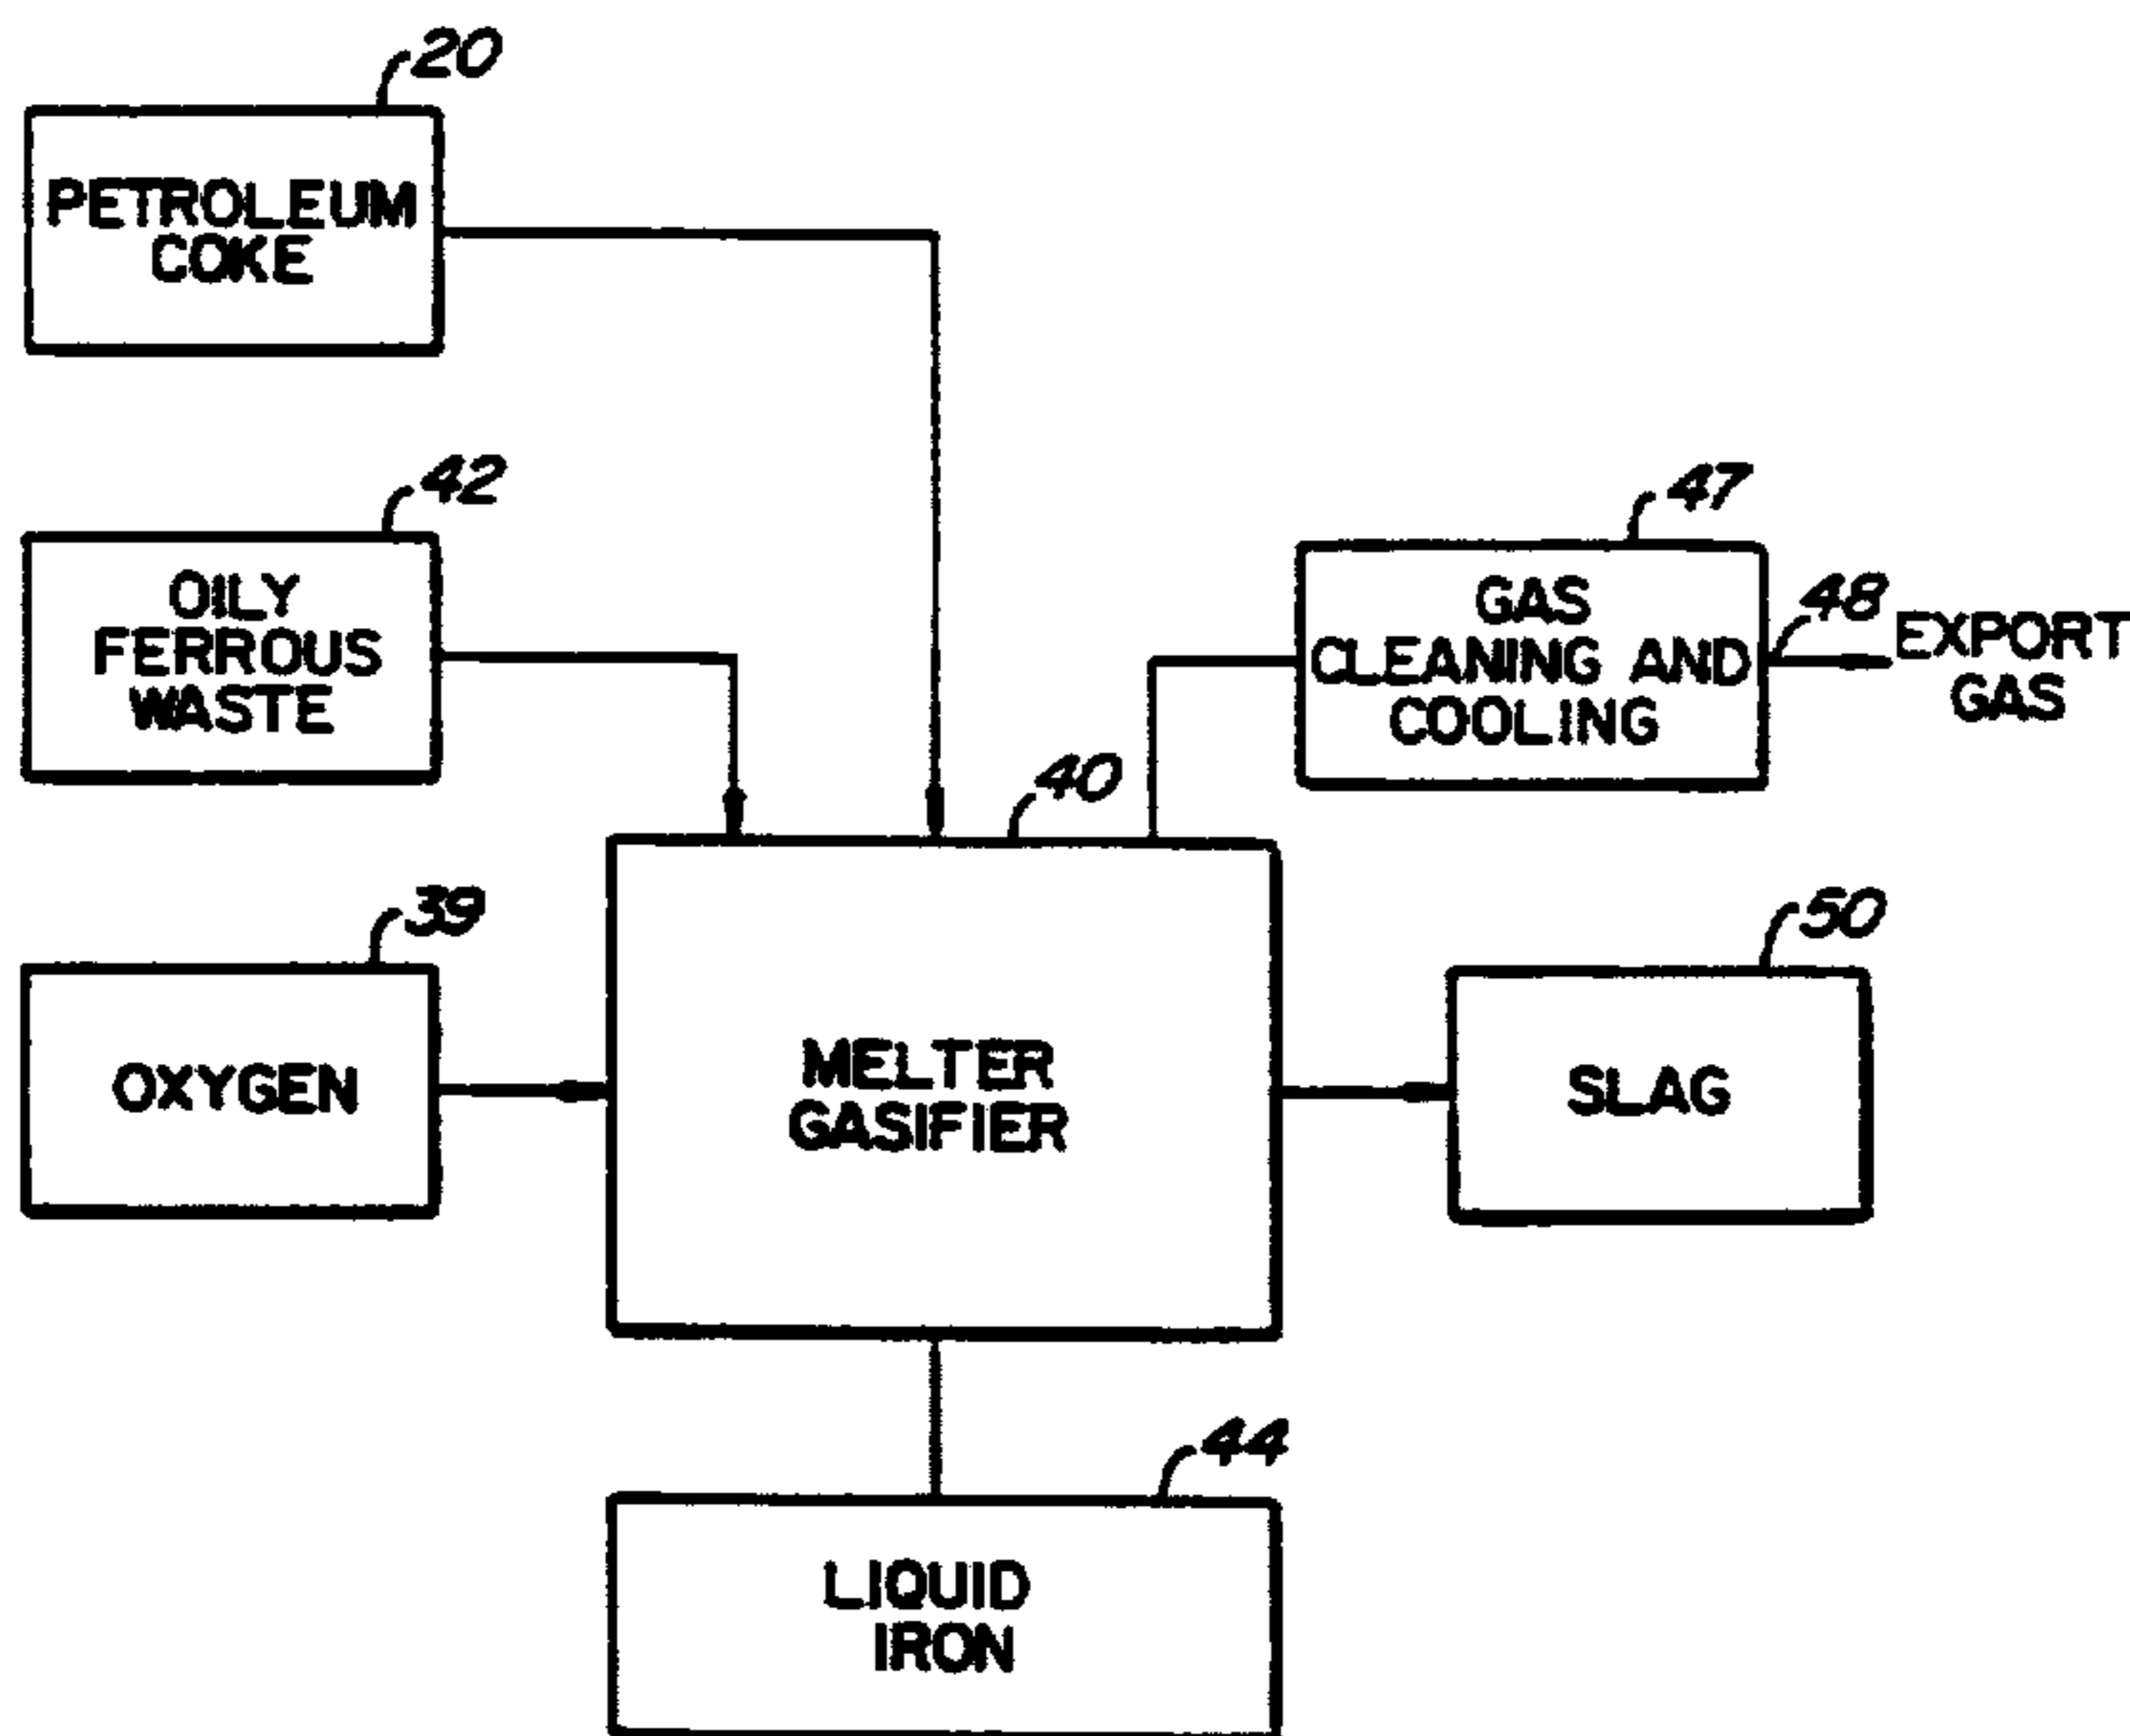 20
PETROLEUM
COKE
42
OILY
FERROUS
WASTE
47
GAS
CLEANING AND
COOLING
48
EXPORT
GAS
40
MELTER
GASIFIER
39
OXYGEN
50
SLAG
44
LIQUID
IRON